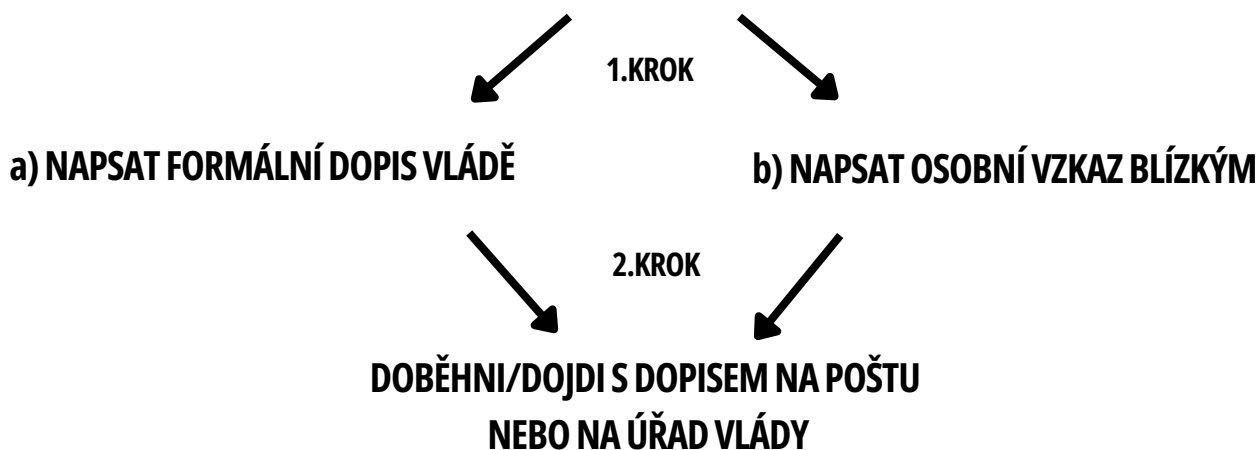 1.KROK
a) NAPSAT FORMÁLNÍ DOPIS VLÁDĚ
b) NAPSAT OSOBNÍ VZKAZ BLÍZKÝM
2.KROK
DOBĚHNI/DOJDI S DOPISEM NA POŠTU
NEBO NA ÚŘAD VLÁDY